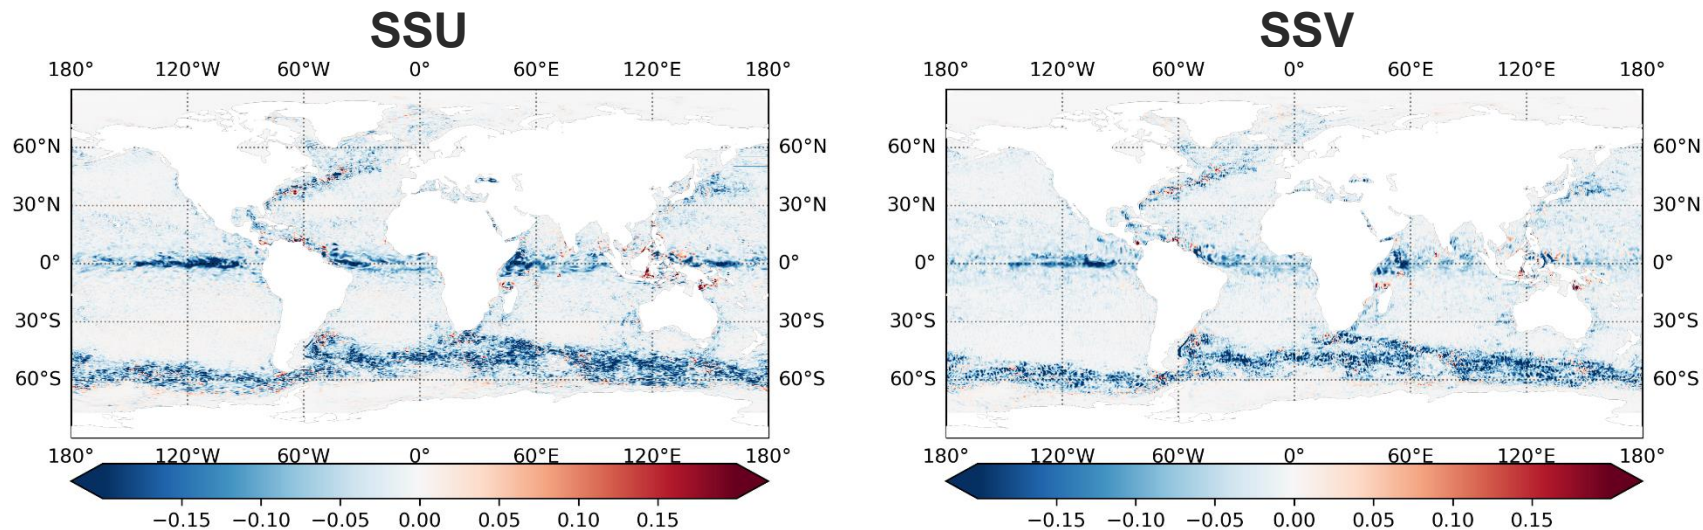 SSU SSV
180° 120°W 60°W 0° 60°E 120°E 180° 180° 120°W 60°W 0° 60°E 120°E 180°
60°N 60°N 60°N 60°N
30°N 30°N 30°N 30°N
0° 0° 0° 0°
30°S 30°S 30°S 30°S
60°S 60°S 60°S 60°S
180° 120°W 60°W 0° 60°E 120°E 180° 180° 120°W 60°W 0° 60°E 120°E 180°
−0.15 −0.10 −0.05 0.00 0.05 0.10 0.15 −0.15 −0.10 −0.05 0.00 0.05 0.10 0.15